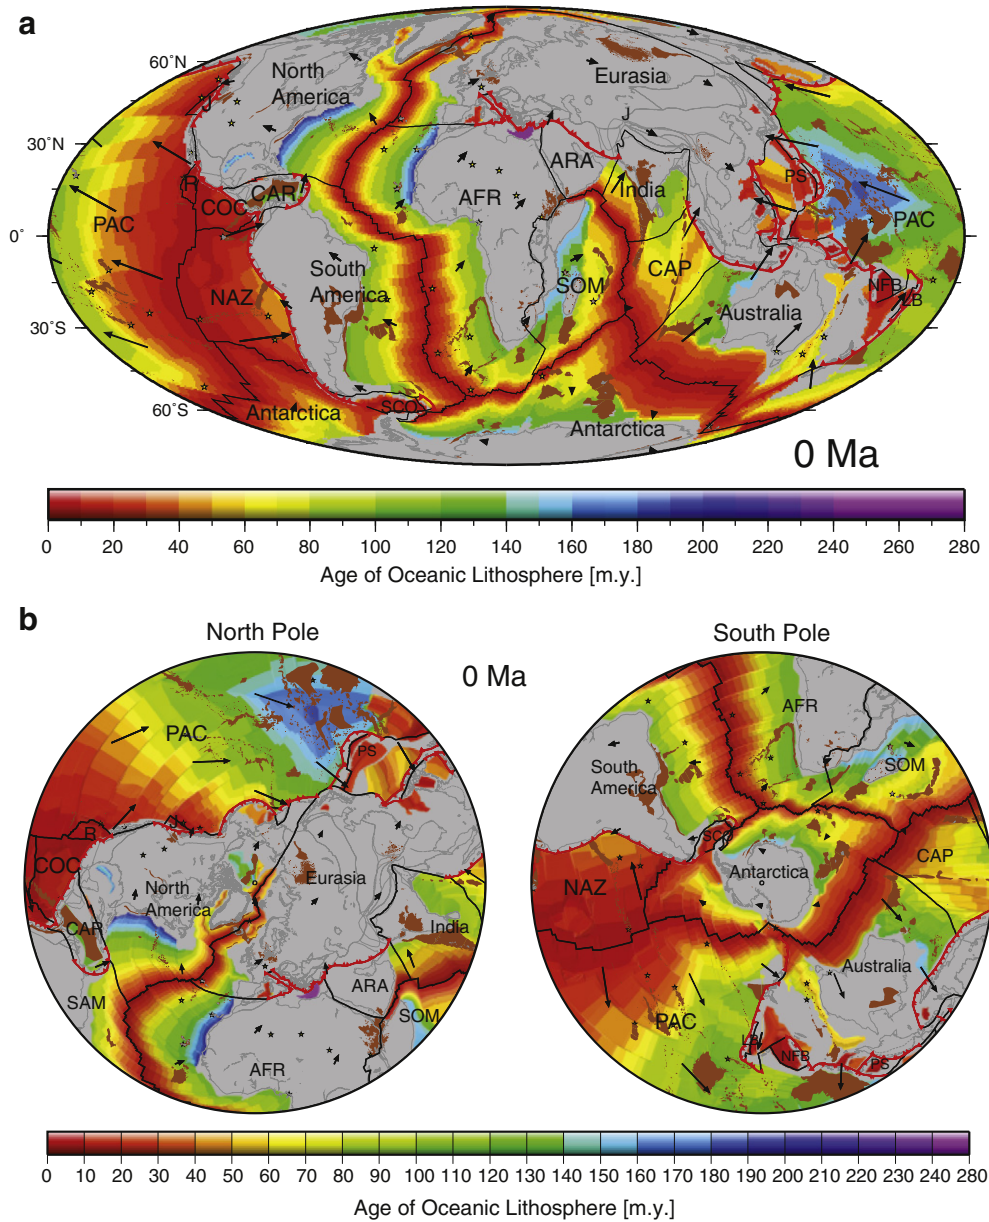 a
60˚N
30˚N
0˚
30˚S
60˚S
North
America
Eurasia
J
J
R
CAR
COC
PAC
NAZ
South
America
AFR
ARA
India
SOM
CAP
PS
PAC
NFB
LB
Australia
SCO
Antarctica
Antarctica
0 Ma
0 20 40 60 80 100 120 140 160 180 200 220 240 260 280
Age of Oceanic Lithosphere [m.y.]
b
North Pole
South Pole
0 Ma
PAC
PS
R
J
COC
North
America
Eurasia
CAR
India
SAM
ARA
SOM
AFR
AFR
South
America
SOM
SCO
CAP
Antarctica
NAZ
Australia
PAC
LB
NFB
PS
0 10 20 30 40 50 60 70 80 90 100 110 120 130 140 150 160 170 180 190 200 210 220 230 240 280
Age of Oceanic Lithosphere [m.y.]